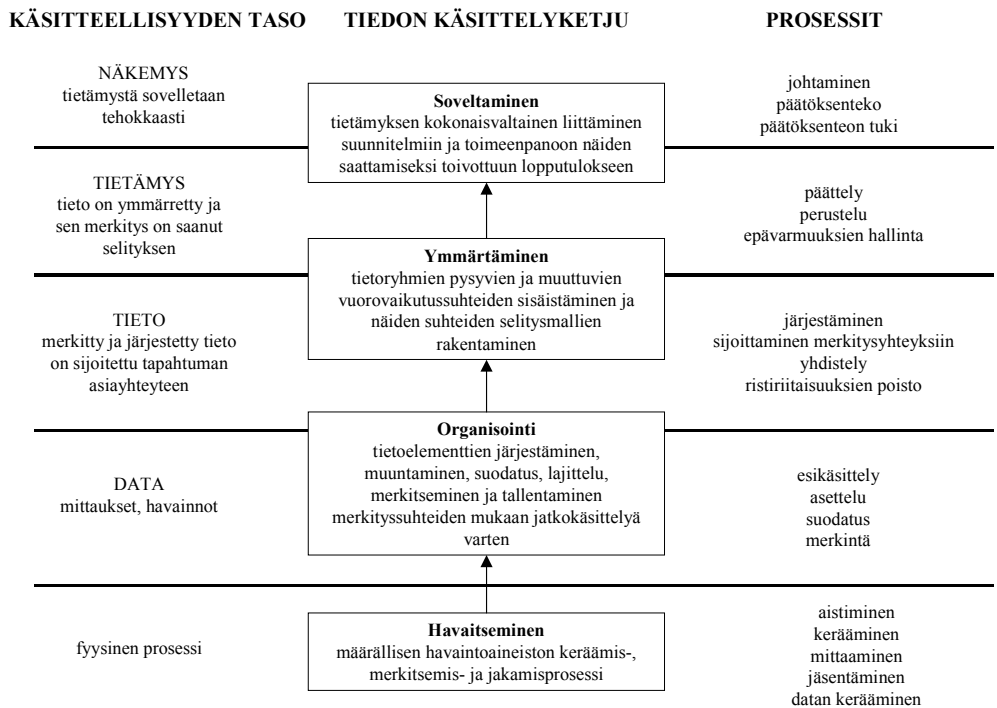 KÄSITTEELLISYYDEN TASO
TIEDON KÄSITTELYKETJU
PROSESSIT
NÄKEMYS
tietämystä sovelletaan
tehokkaasti
Soveltaminen
tietämyksen kokonaisvaltainen liittäminen
suunnitelmiin ja toimeenpanoon näiden
saattamiseksi toivottuun lopputulokseen
johtaminen
päätöksenteko
päätöksenteon tuki
TIETÄMYS
tieto on ymmärretty ja
sen merkitys on saanut
selityksen
päättely
perustelu
epävarmuuksien hallinta
Ymmärtäminen
tietoryhmien pysyvien ja muuttuvien
vuorovaikutussuhteiden sisäistäminen ja
näiden suhteiden selitysmallien
rakentaminen
TIETO
merkitty ja järjestetty tieto
on sijoitettu tapahtuman
asiayhteyteen
järjestäminen
sijoittaminen merkitysyhteyksiin
yhdistely
ristiriitaisuuksien poisto
Organisointi
tietoelementtien järjestäminen,
muuntaminen, suodatus, lajittelu,
merkitseminen ja tallentaminen
merkityssuhteiden mukaan jatkokäsittelyä
varten
DATA
mittaukset, havainnot
esikäsittely
asettelu
suodatus
merkintä
fyysinen prosessi
Havaitseminen
määrällisen havaintoaineiston keräämis-,
merkitsemis- ja jakamisprosessi
aistiminen
kerääminen
mittaaminen
jäsentäminen
datan kerääminen